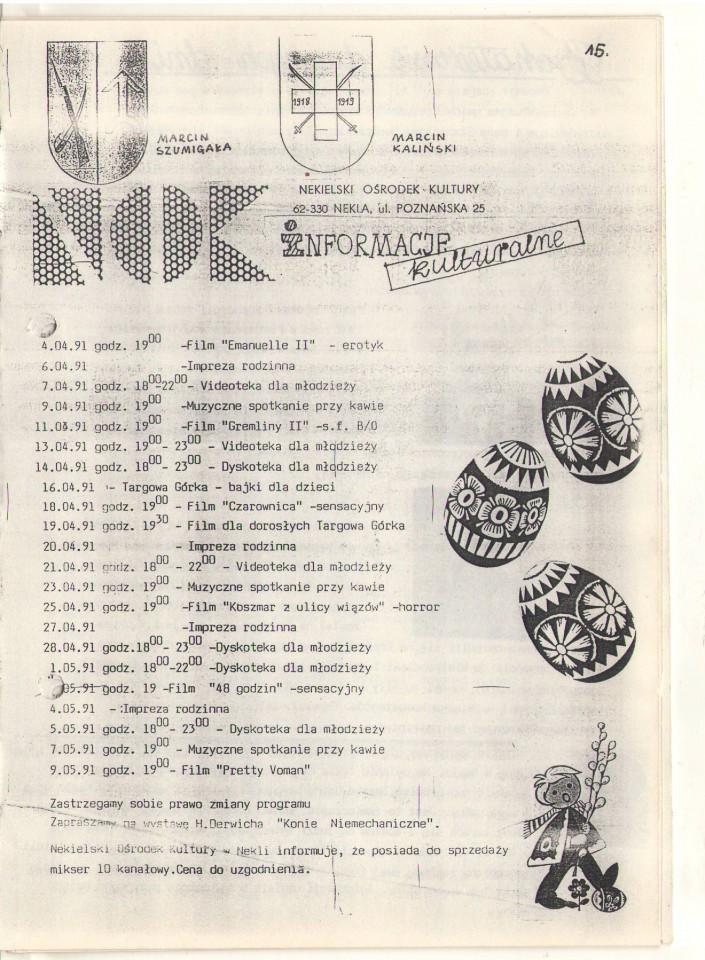 15.
1
1918 1919
MARCIN
SZUMIGAŁA
MARCIN
KALIŃSKI
NOK
NEKIELSKI OŚRODEK KULTURY
62-330 NEKLA, ul. POZNAŃSKA 25
INFORMACJE
kulturalne
4.04.91 godz. 19⁰⁰ -Film "Emanuelle II" - erotyk
6.04.91 -Impreza rodzinna
7.04.91 godz. 18⁰⁰-22⁰⁰- Videoteka dla młodzieży
9.04.91 godz. 19⁰⁰ -Muzyczne spotkanie przy kawie
11.04.91 godz. 19⁰⁰ -Film "Gremliny II" -s.f. B/O
13.04.91 godz. 19⁰⁰- 23⁰⁰ - Videoteka dla młodzieży
14.04.91 godz. 18⁰⁰- 23⁰⁰ - Dyskoteka dla młodzieży
16.04.91 - Targowa Górka - bajki dla dzieci
18.04.91 godz. 19⁰⁰ - Film "Czarownica" -sensacyjny
19.04.91 godz. 19³⁰ - Film dla dorosłych Targowa Górka
20.04.91 - Impreza rodzinna
21.04.91 godz. 18⁰⁰ - 22⁰⁰ - Videoteka dla młodzieży
23.04.91 godz. 19⁰⁰ - Muzyczne spotkanie przy kawie
25.04.91 godz. 19⁰⁰ -Film "Koszmar z ulicy wiązów" -horror
27.04.91 -Impreza rodzinna
28.04.91 godz.18⁰⁰- 23⁰⁰ -Dyskoteka dla młodzieży
1.05.91 godz. 18⁰⁰-22⁰⁰ -Dyskoteka dla młodzieży
05.91 godz. 19 -Film "48 godzin" -sensacyjny
4.05.91 -Impreza rodzinna
5.05.91 godz. 18⁰⁰- 23⁰⁰ - Dyskoteka dla młodzieży
7.05.91 godz. 19⁰⁰ - Muzyczne spotkanie przy kawie
9.05.91 godz. 19⁰⁰- Film "Pretty Voman"
Zastrzegamy sobie prawo zmiany programu
Zapraszamy na wystawę H.Derwicha "Konie Niemechaniczne".
Nekielski Ośrodek Kultury w Nekli informuje, że posiada do sprzedaży
mikser 10 kanałowy.Cena do uzgodnienia.